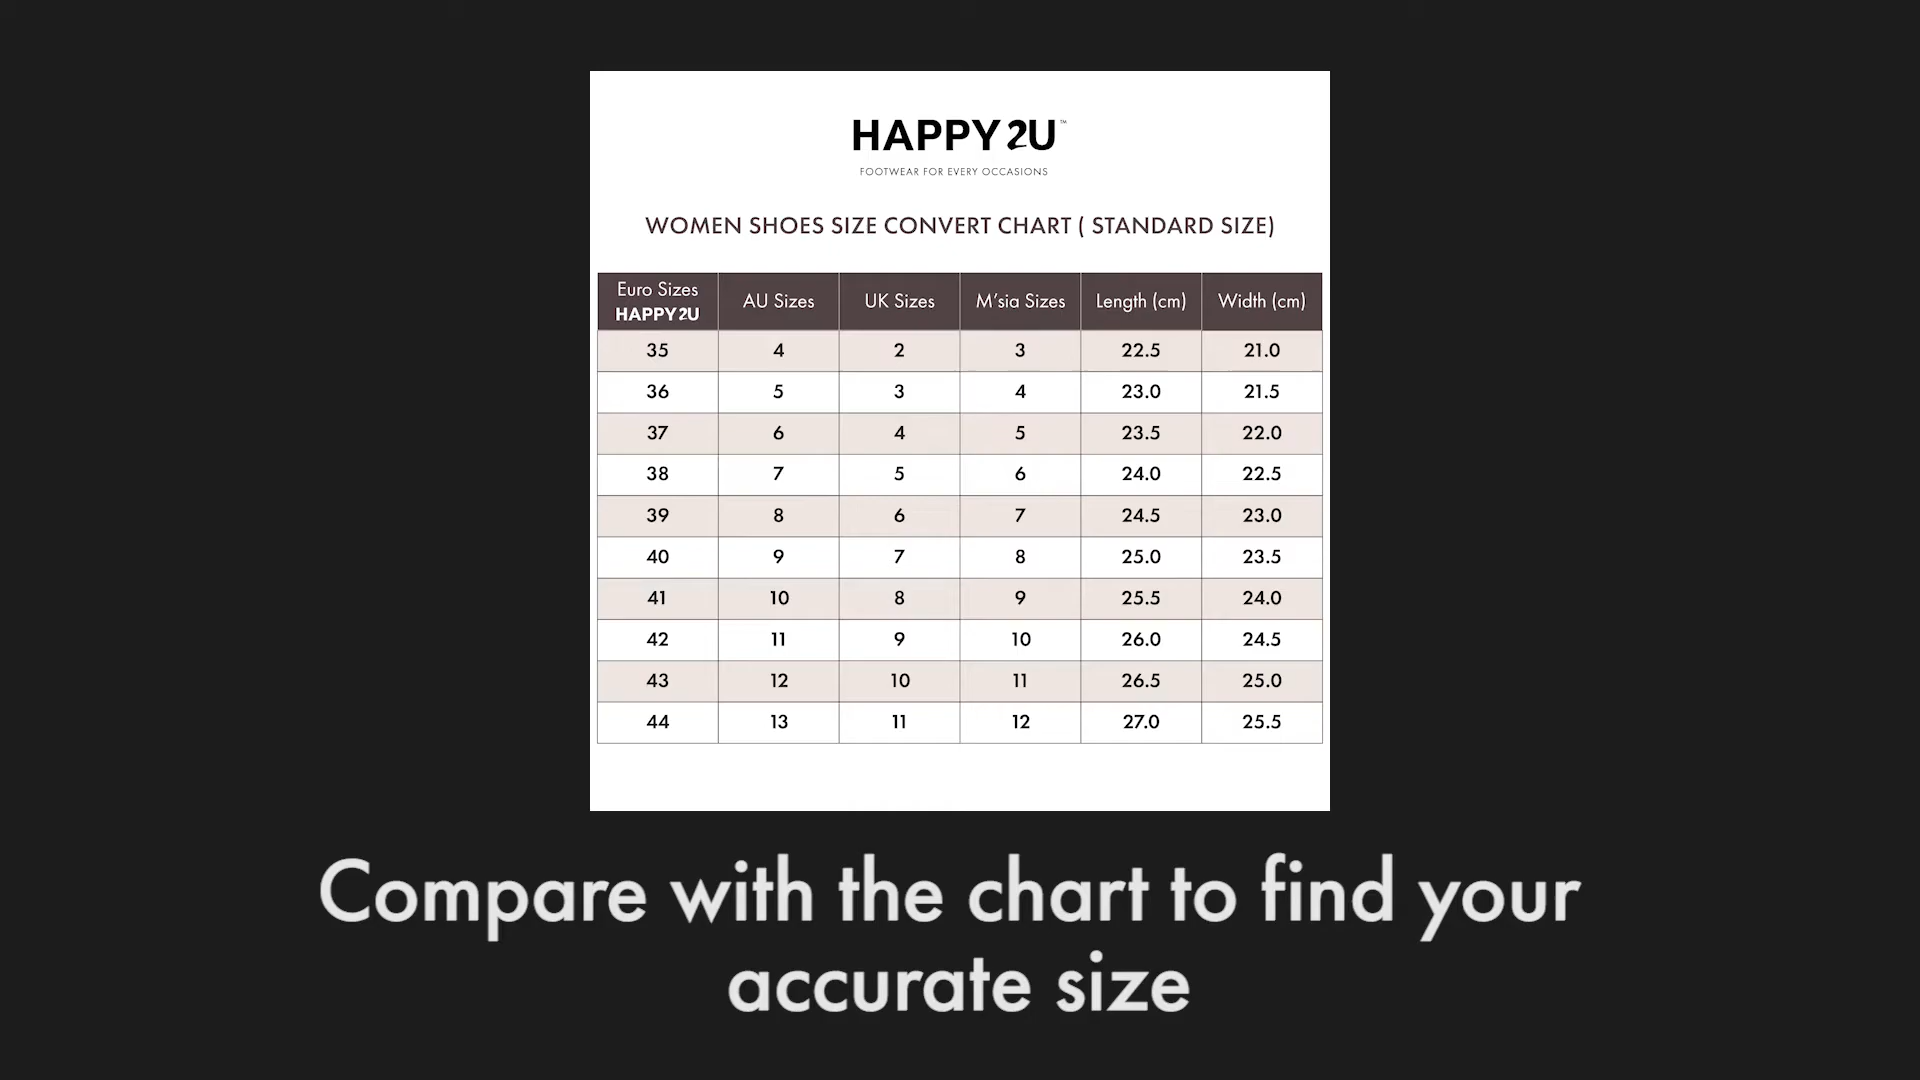 HAPPY2U™
FOOTWEAR FOR EVERY OCCASIONS
WOMEN SHOES SIZE CONVERT CHART ( STANDARD SIZE)
Euro Sizes HAPPY2U AU Sizes UK Sizes M'sia Sizes Length (cm) Width (cm)
35 4 2 3 22.5 21.0
36 5 3 4 23.0 21.5
37 6 4 5 23.5 22.0
38 7 5 6 24.0 22.5
39 8 6 7 24.5 23.0
40 9 7 8 25.0 23.5
41 10 8 9 25.5 24.0
42 11 9 10 26.0 24.5
43 12 10 11 26.5 25.0
44 13 11 12 27.0 25.5
Compare with the chart to find your
accurate size